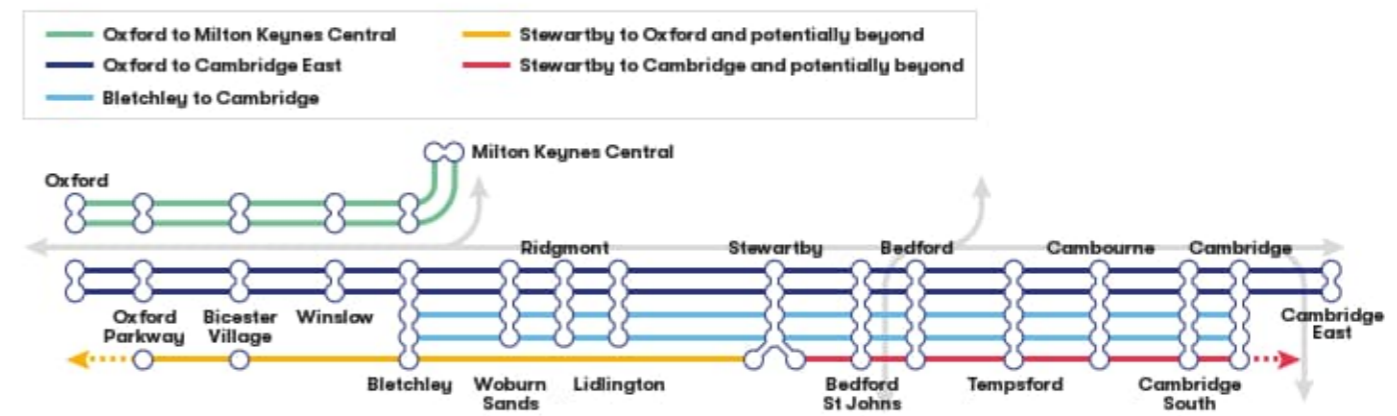 Oxford to Milton Keynes Central
Stewartby to Oxford and potentially beyond
Oxford to Cambridge East
Stewartby to Cambridge and potentially beyond
Bletchley to Cambridge
Milton Keynes Central
Oxford
Ridgmont
Stewartby
Bedford
Cambourne
Cambridge
Oxford
Parkway
Bicester
Village
Winslow
Cambridge
East
Bletchley
Woburn
Sands
Lidlington
Bedford
St Johns
Tempsford
Cambridge
South